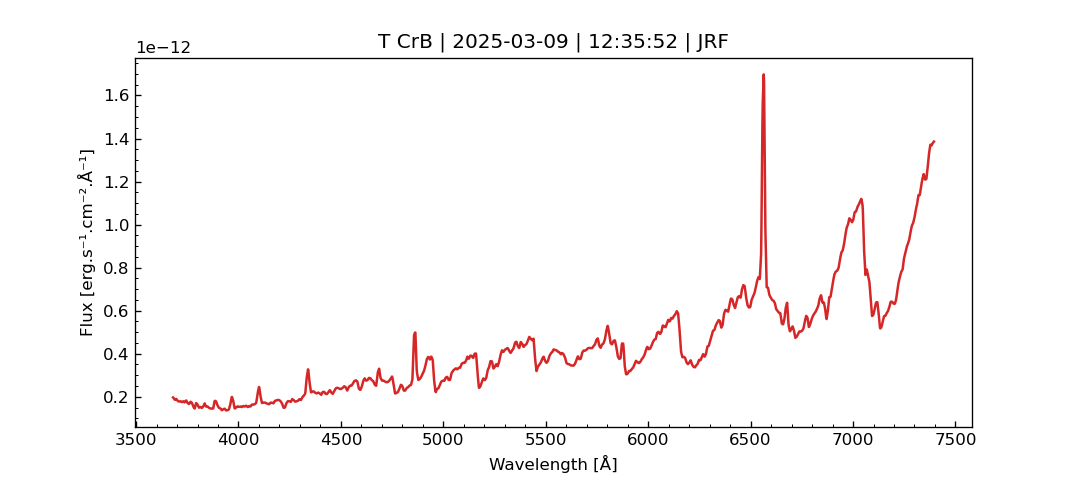 T CrB | 2025-03-09 | 12:35:52 | JRF
1e−12
1.6
1.4
1.2
1.0
0.8
0.6
0.4
0.2
Flux [erg.s⁻¹.cm⁻².Å⁻¹]
3500 4000 4500 5000 5500 6000 6500 7000 7500
Wavelength [Å]